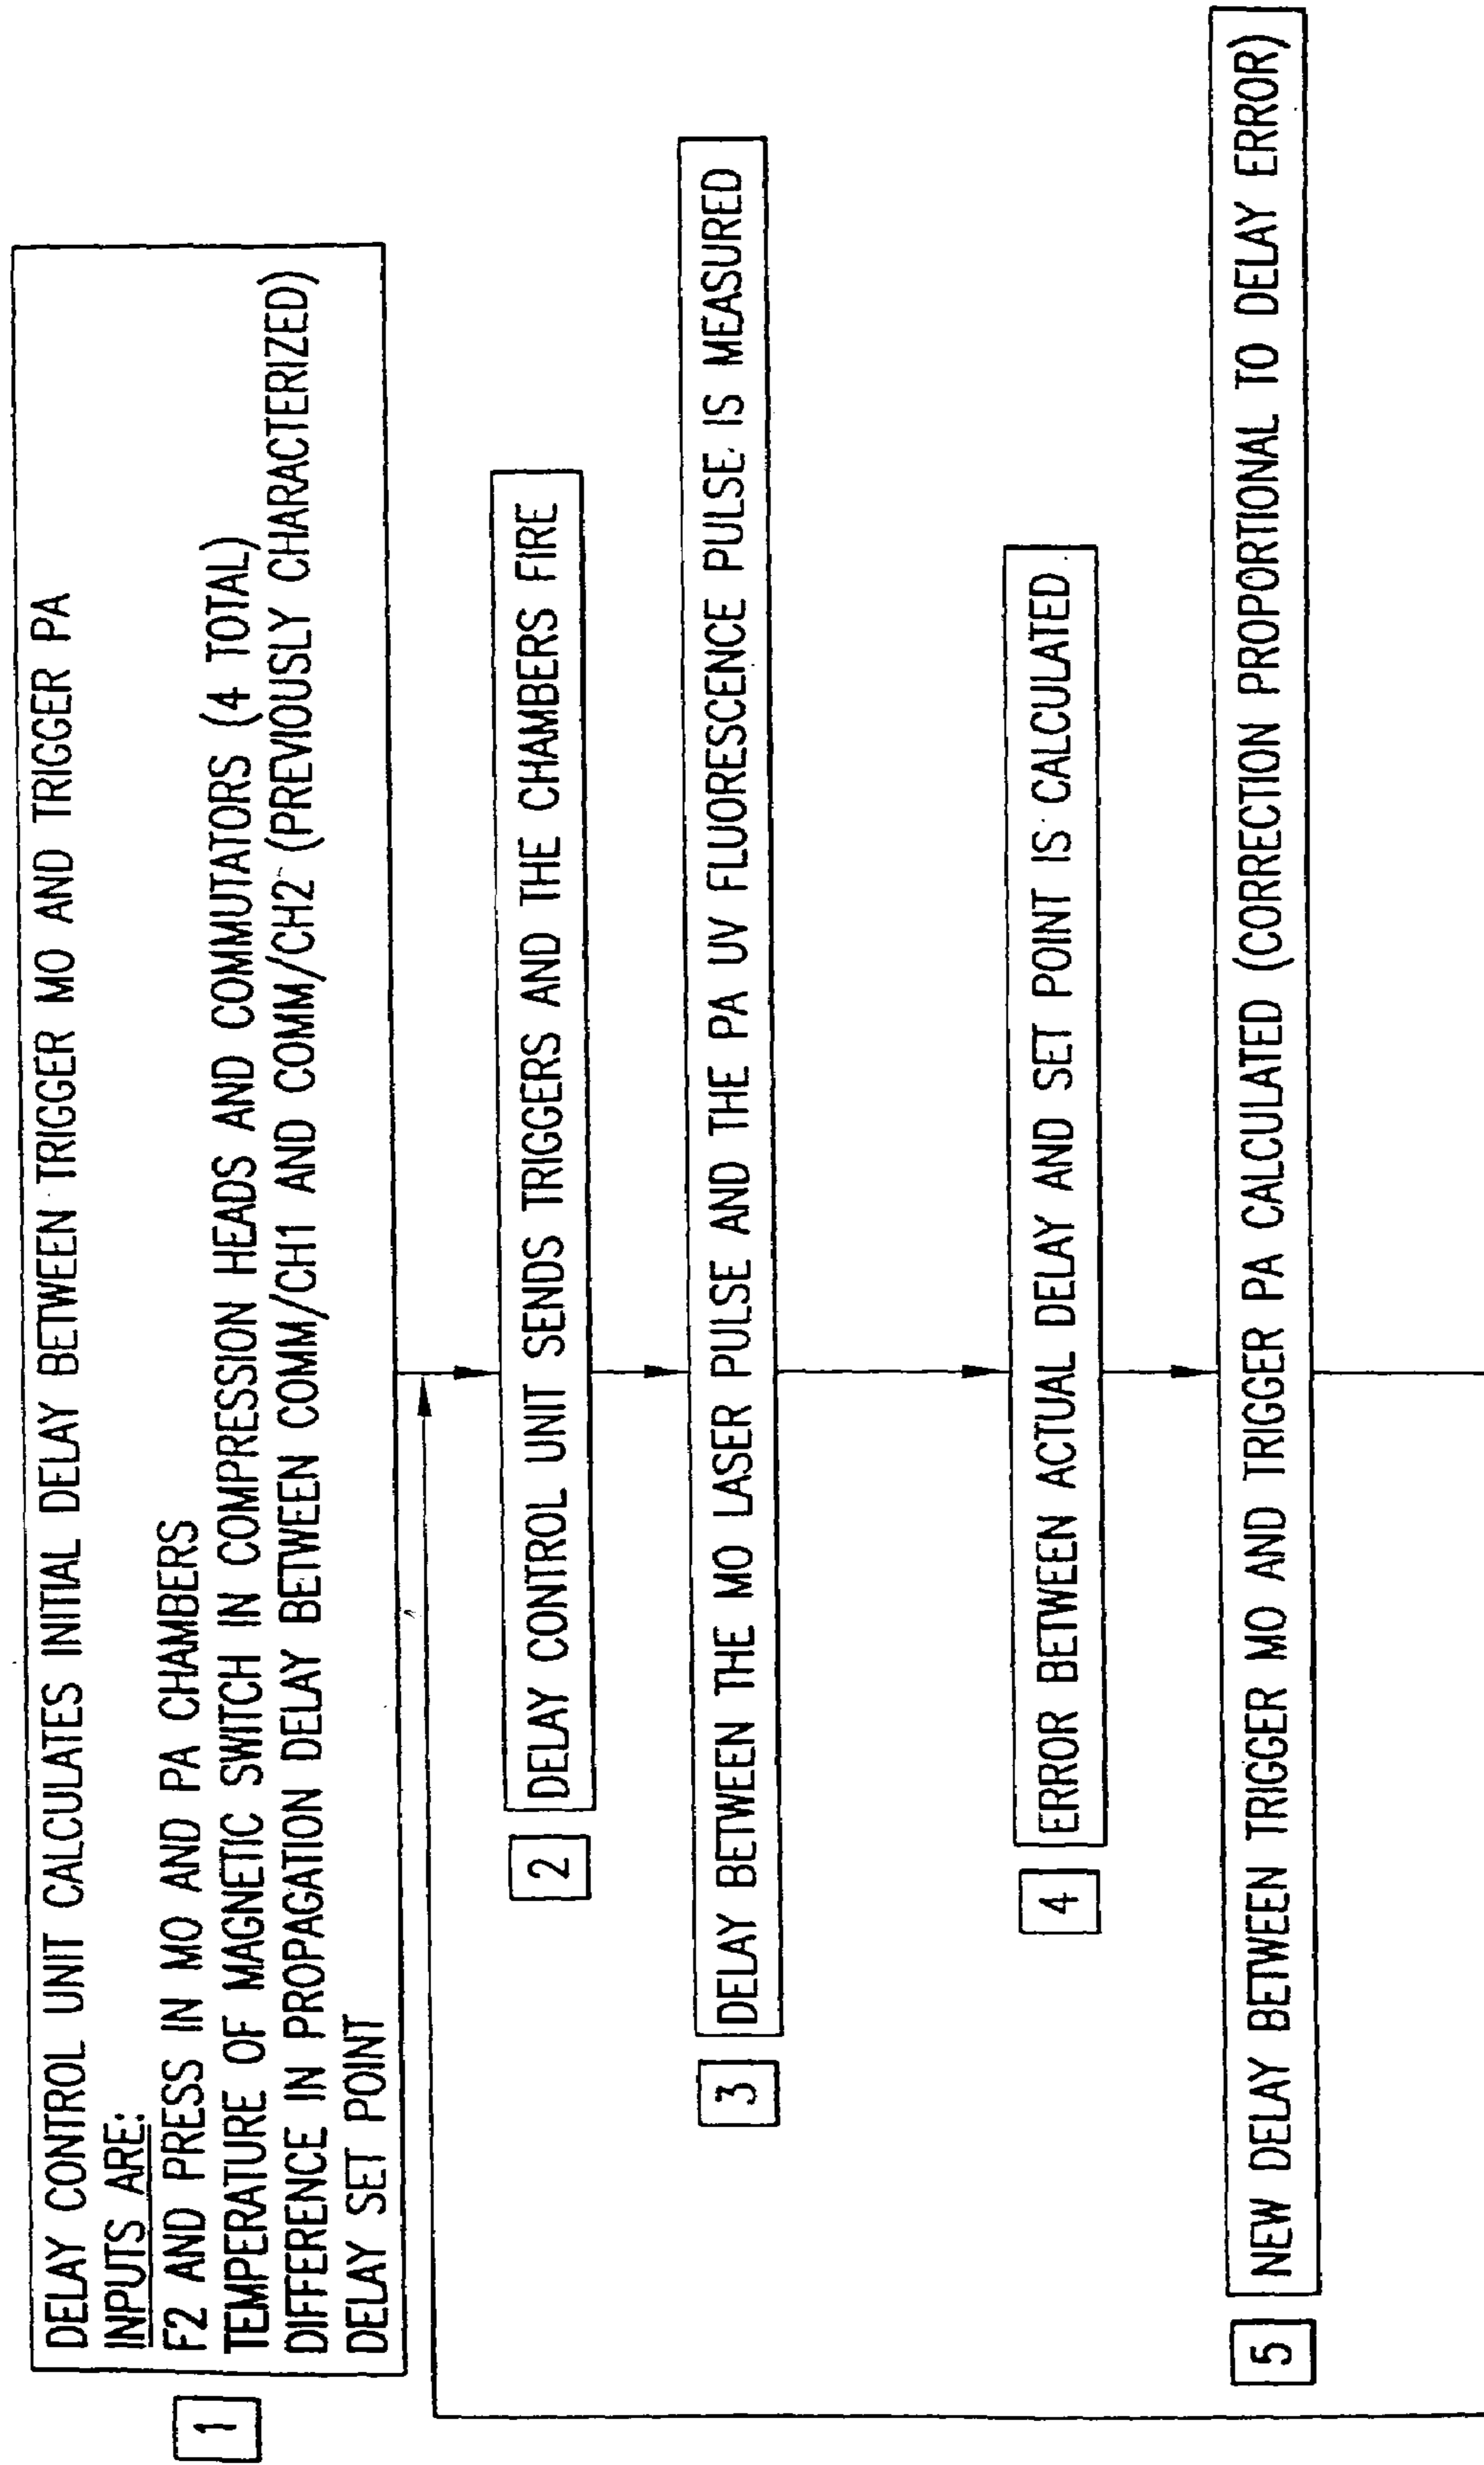 1
DELAY CONTROL UNIT CALCULATES INITIAL DELAY BETWEEN TRIGGER MO AND TRIGGER PA
INPUTS ARE:
F2 AND PRESS IN MO AND PA CHAMBERS
TEMPERATURE OF MAGNETIC SWITCH IN COMPRESSION HEADS AND COMMUTATORS (4 TOTAL)
DIFFERENCE IN PROPAGATION DELAY BETWEEN COMM/CH1 AND COMM/CH2 (PREVIOUSLY CHARACTERIZED)
DELAY SET POINT
2 DELAY CONTROL UNIT SENDS TRIGGERS AND THE CHAMBERS FIRE
3 DELAY BETWEEN THE MO LASER PULSE AND THE PA UV FLUORESCENCE PULSE IS MEASURED
4 ERROR BETWEEN ACTUAL DELAY AND SET POINT IS CALCULATED
5 NEW DELAY BETWEEN TRIGGER MO AND TRIGGER PA CALCULATED (CORRECTION PROPORTIONAL TO DELAY ERROR)